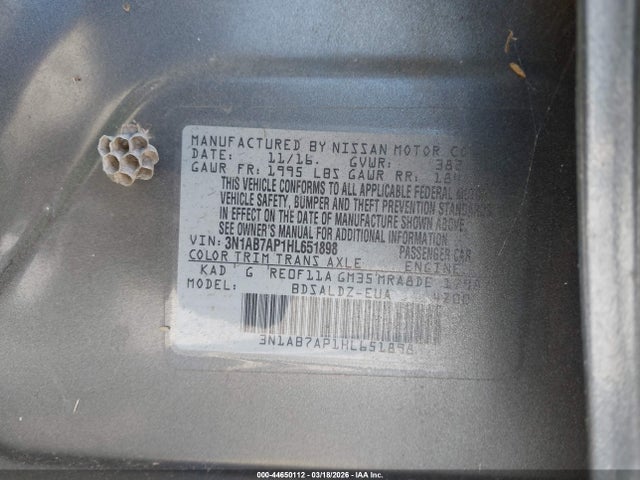 MANUFACTURED BY NISSAN MOTOR CO
DATE: 11/16. GVWR:
GAWR FR: 1995 LBS GAWR RR:
THIS VEHICLE CONFORMS TO ALL APPLICABLE FEDERAL
VEHICLE SAFETY, BUMPER AND THEFT PREVENTION STANDARDS
IN EFFECT ON THE DATE OF MANUFACTURE SHOWN ABOVE.
SEE OWNER'S MANUAL FOR ADDITIONAL INFORMATION
VIN: 3N1AB7AP1HL651898 PASSENGER CAR
COLOR TRIM TRANS AXLE ENGINE
KAD G RE0F11A GM35 MRA8DE
MODEL: BDSALDZ-EUA
3N1AB7AP1HL651898
000-44650112 - 03/18/2026 - IAA Inc.